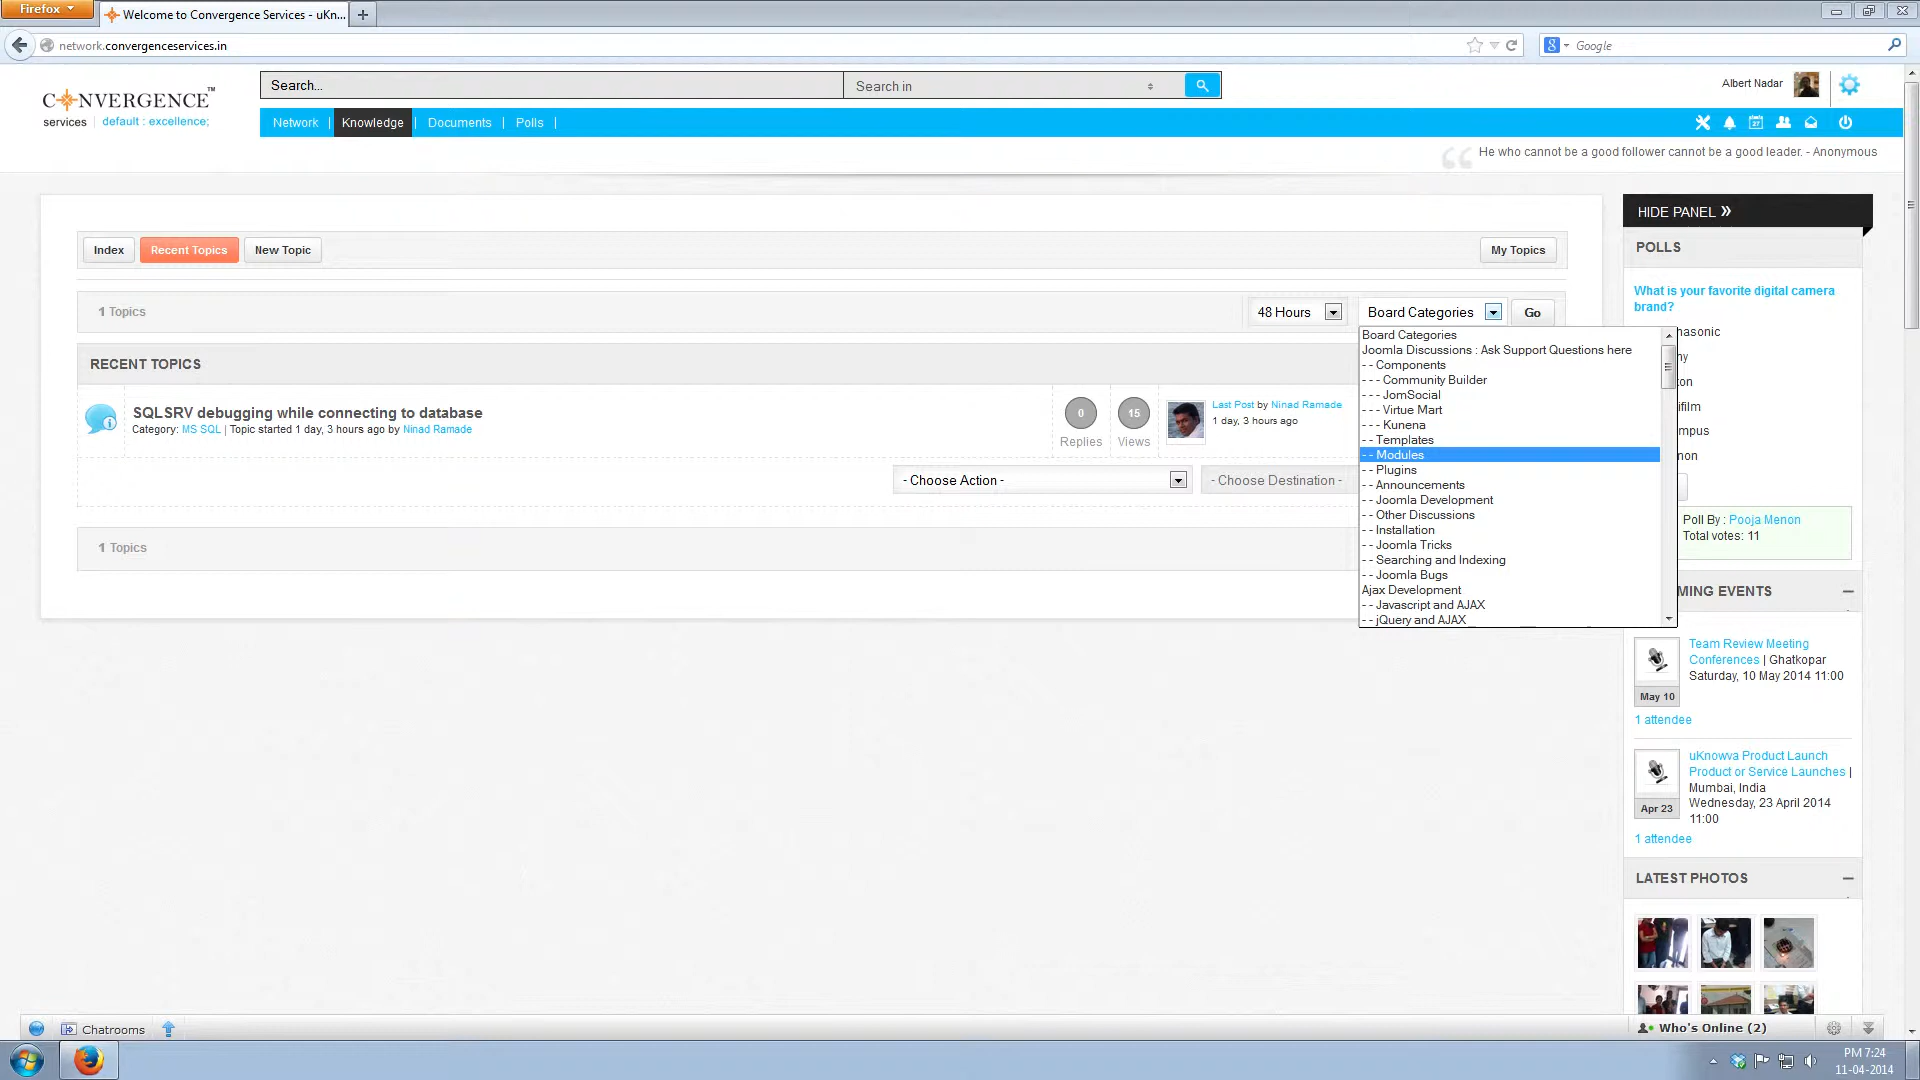 Firefox
Welcome to Convergence Services - uKn...
network.convergenceservices.in
Google
CONVERGENCE™
services | default : excellence;
Search...
Search in
Albert Nadar
Network | Knowledge | Documents | Polls |
27
He who cannot be a good follower cannot be a good leader. - Anonymous
HIDE PANEL »
Index
Recent Topics
New Topic
My Topics
POLLS
What is your favorite digital camera
brand?
1 Topics
48 Hours
Board Categories
Go
Board Categories
Joomla Discussions : Ask Support Questions here
- - Components
- - - Community Builder
- - - JomSocial
- - - Virtue Mart
- - - Kunena
- - Templates
- - Modules
- - Plugins
- - Announcements
- - Joomla Development
- - Other Discussions
- - Installation
- - Joomla Tricks
- - Searching and Indexing
- - Joomla Bugs
Ajax Development
- - Javascript and AJAX
- - jQuery and AJAX
RECENT TOPICS
SQLSRV debugging while connecting to database
Category: MS SQL | Topic started 1 day, 3 hours ago by Ninad Ramade
0
Replies
15
Views
Last Post by Ninad Ramade
1 day, 3 hours ago
- Choose Action -
- Choose Destination -
1 Topics
nasonic
ny
on
ifilm
mpus
non
Poll By : Pooja Menon
Total votes: 11
MING EVENTS
Team Review Meeting
Conferences | Ghatkopar
Saturday, 10 May 2014 11:00
May 10
1 attendee
uKnowva Product Launch
Product or Service Launches |
Mumbai, India
Wednesday, 23 April 2014
11:00
Apr 23
1 attendee
LATEST PHOTOS
Chatrooms
Who's Online (2)
PM 7:24
11-04-2014